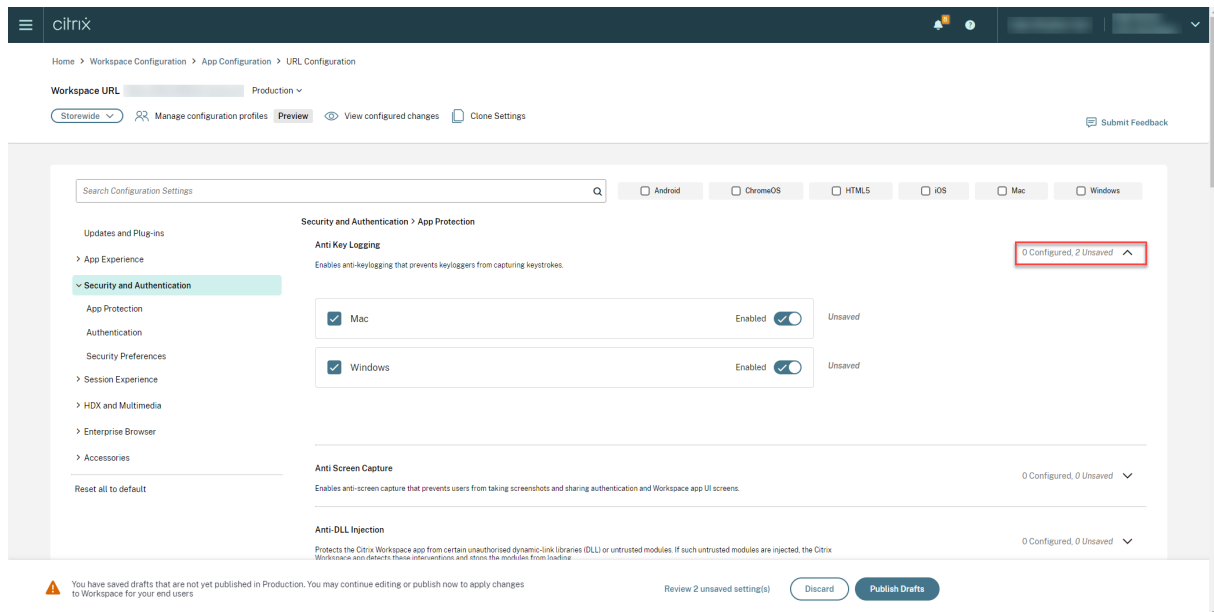 citrix
Home > Workspace Configuration > App Configuration > URL Configuration
Workspace URL Production
Storewide Manage configuration profiles Preview View configured changes Clone Settings
Submit Feedback
Search Configuration Settings Android ChromeOS HTML5 iOS Mac Windows
Updates and Plug-ins
App Experience
Security and Authentication
App Protection
Authentication
Security Preferences
Session Experience
HDX and Multimedia
Enterprise Browser
Accessories
Reset all to default
Security and Authentication > App Protection
Anti Key Logging
Enables anti-keylogging that prevents keyloggers from capturing keystrokes.
0 Configured, 2 Unsaved
Mac Enabled Unsaved
Windows Enabled Unsaved
Anti Screen Capture
Enables anti-screen capture that prevents users from taking screenshots and sharing authentication and Workspace app UI screens.
0 Configured, 0 Unsaved
Anti-DLL Injection
Protects the Citrix Workspace app from certain unauthorised dynamic-link libraries (DLL) or untrusted modules. If such untrusted modules are injected, the Citrix
Workspace app detects these interventions and stops the modules from loading.
0 Configured, 0 Unsaved
You have saved drafts that are not yet published in Production. You may continue editing or publish now to apply changes
to Workspace for your end users
Review 2 unsaved setting(s) Discard Publish Drafts